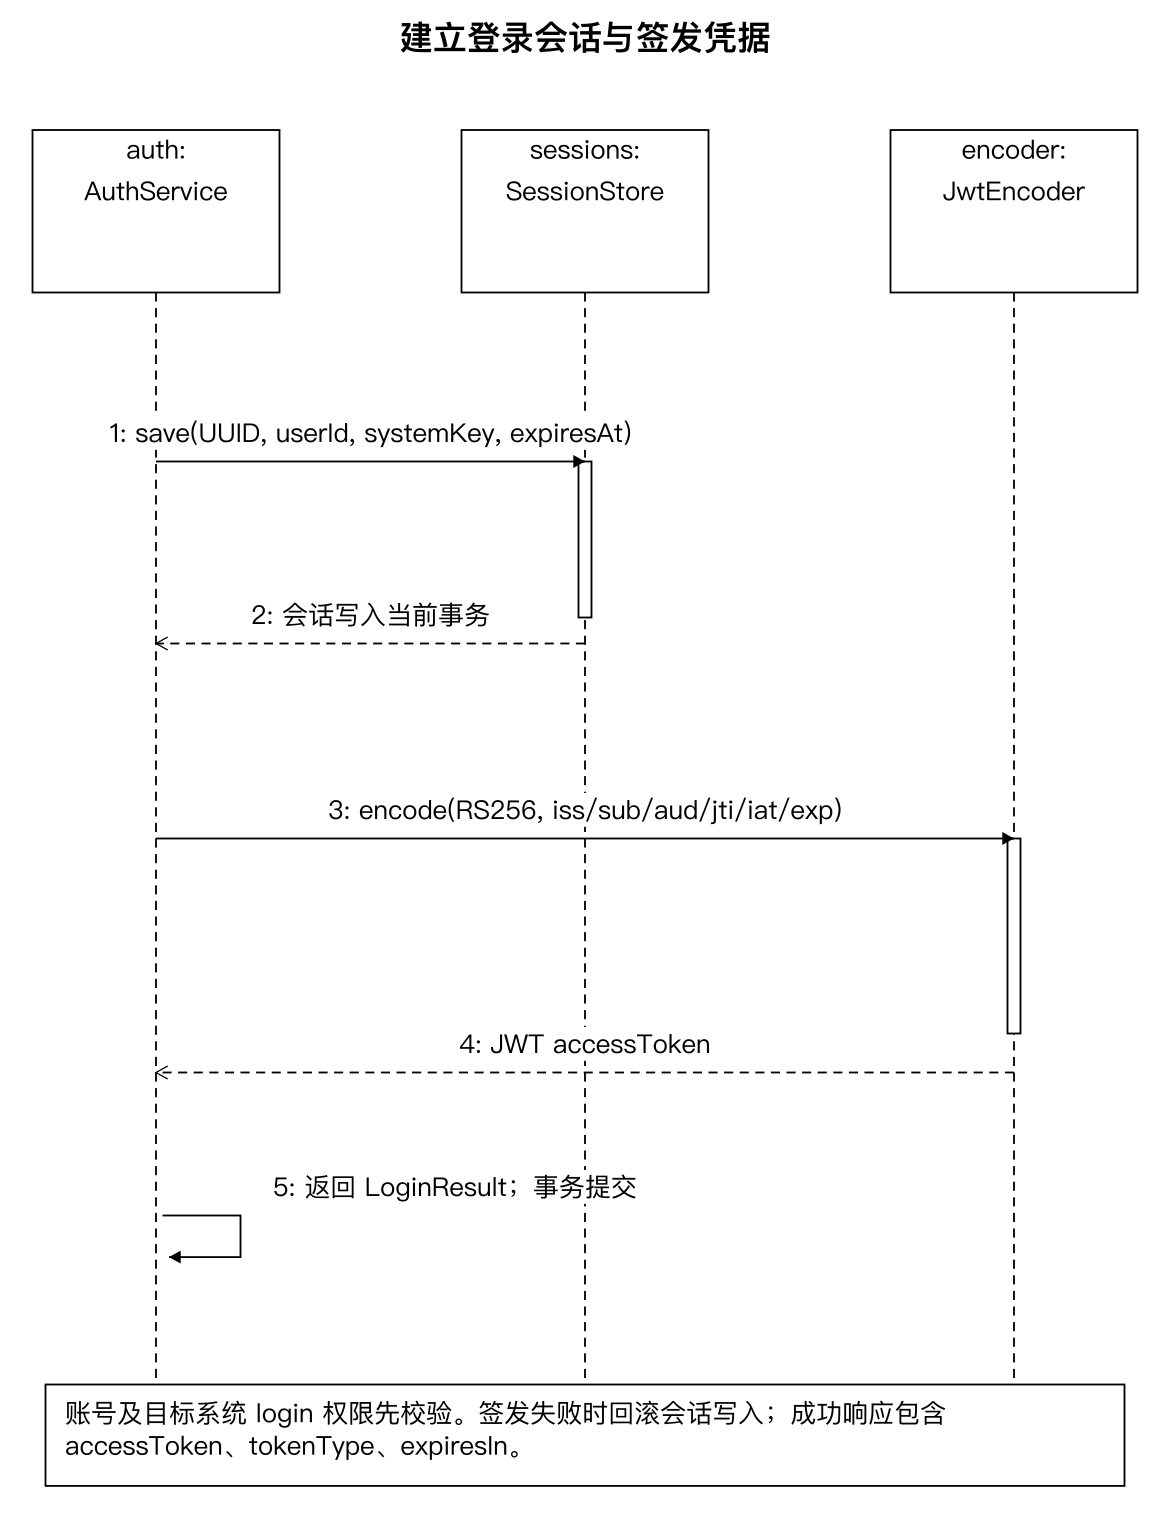 建立登录会话与签发凭据
auth:
AuthService
sessions:
SessionStore
encoder:
JwtEncoder
1: save(UUID, userId, systemKey, expiresAt)
2: 会话写入当前事务
3: encode(RS256, iss/sub/aud/jti/iat/exp)
4: JWT accessToken
5: 返回 LoginResult；事务提交
账号及目标系统 login 权限先校验。签发失败时回滚会话写入；成功响应包含
accessToken、tokenType、expiresIn。